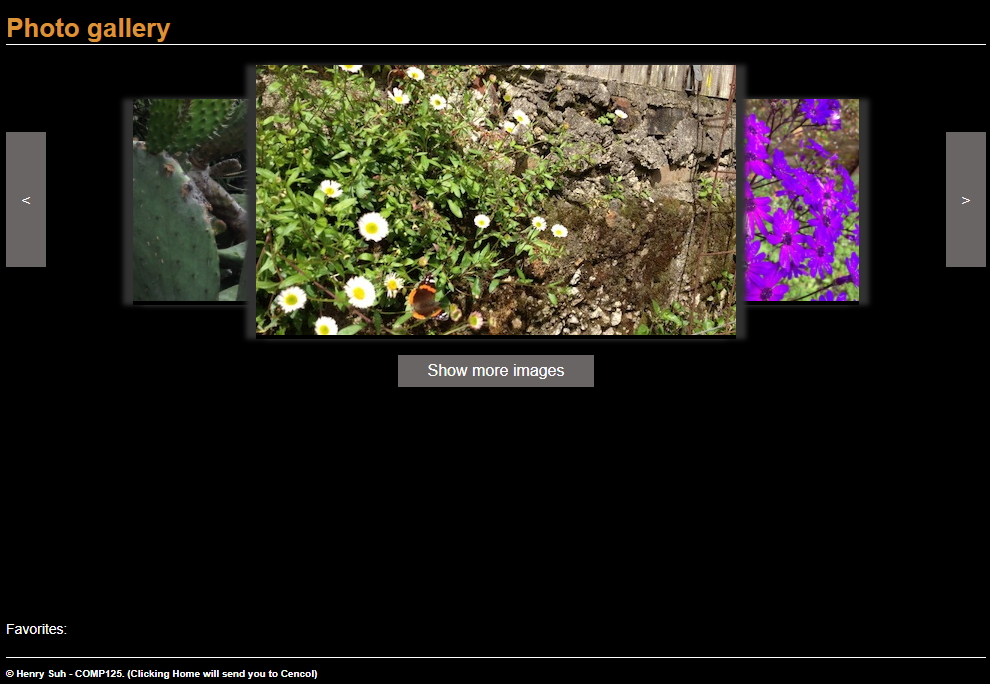 Photo gallery
<
>
Show more images
Favorites:
© Henry Suh - COMP125. (Clicking Home will send you to Cencol)